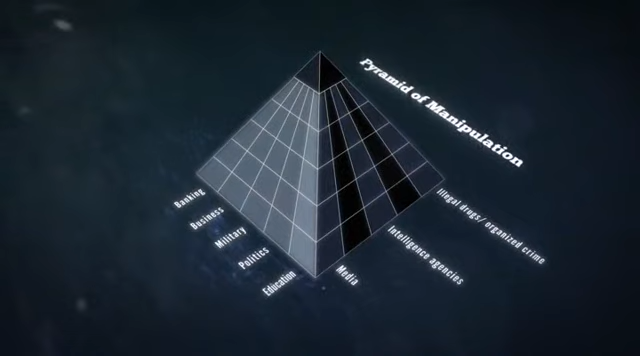 Pyramid of Manipulation
Banking
Business
Military
Politics
Education
Media
Intelligence agencies
Illegal drugs/ organized crime